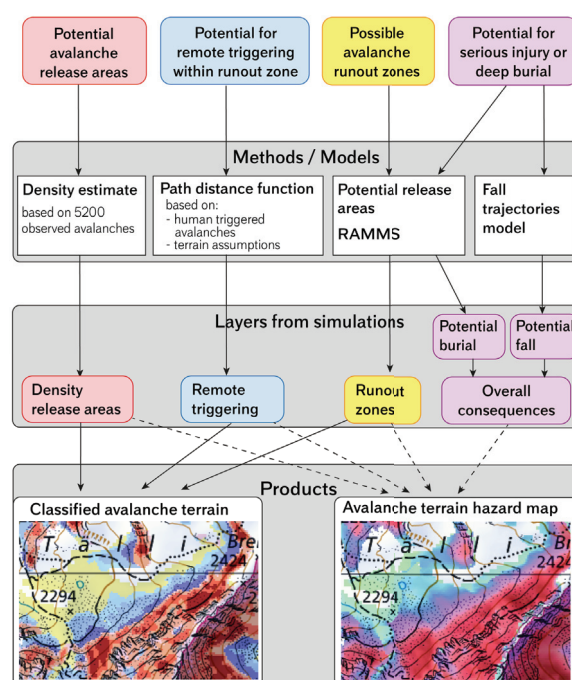 Potential
avalanche
release areas
Potential for
remote triggering
within runout zone
Possible
avalanche
runout zones
Potential for
serious injury or
deep burial
Methods / Models
Density estimate
based on 5200
observed avalanches
Path distance function
based on:
- human triggered
avalanches
- terrain assumptions
Potential release
areas
RAMMS
Fall
trajectories
model
Layers from simulations
Potential
burial
Potential
fall
Density
release areas
Remote
triggering
Runout
zones
Overall
consequences
Products
Classified avalanche terrain
Avalanche terrain hazard map
T a l l i
Bre
2424
2294
T a l l i
Bre
2424
2294